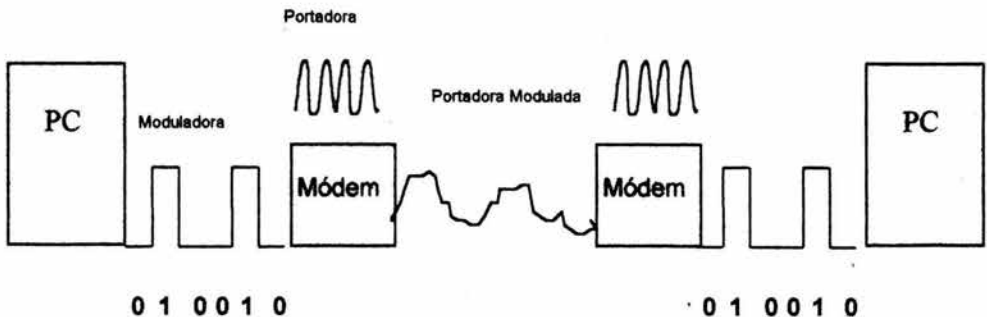 Portadora
PC
Moduladora
Módem
Portadora Modulada
Módem
PC
0 1 0 0 1 0
0 1 0 0 1 0